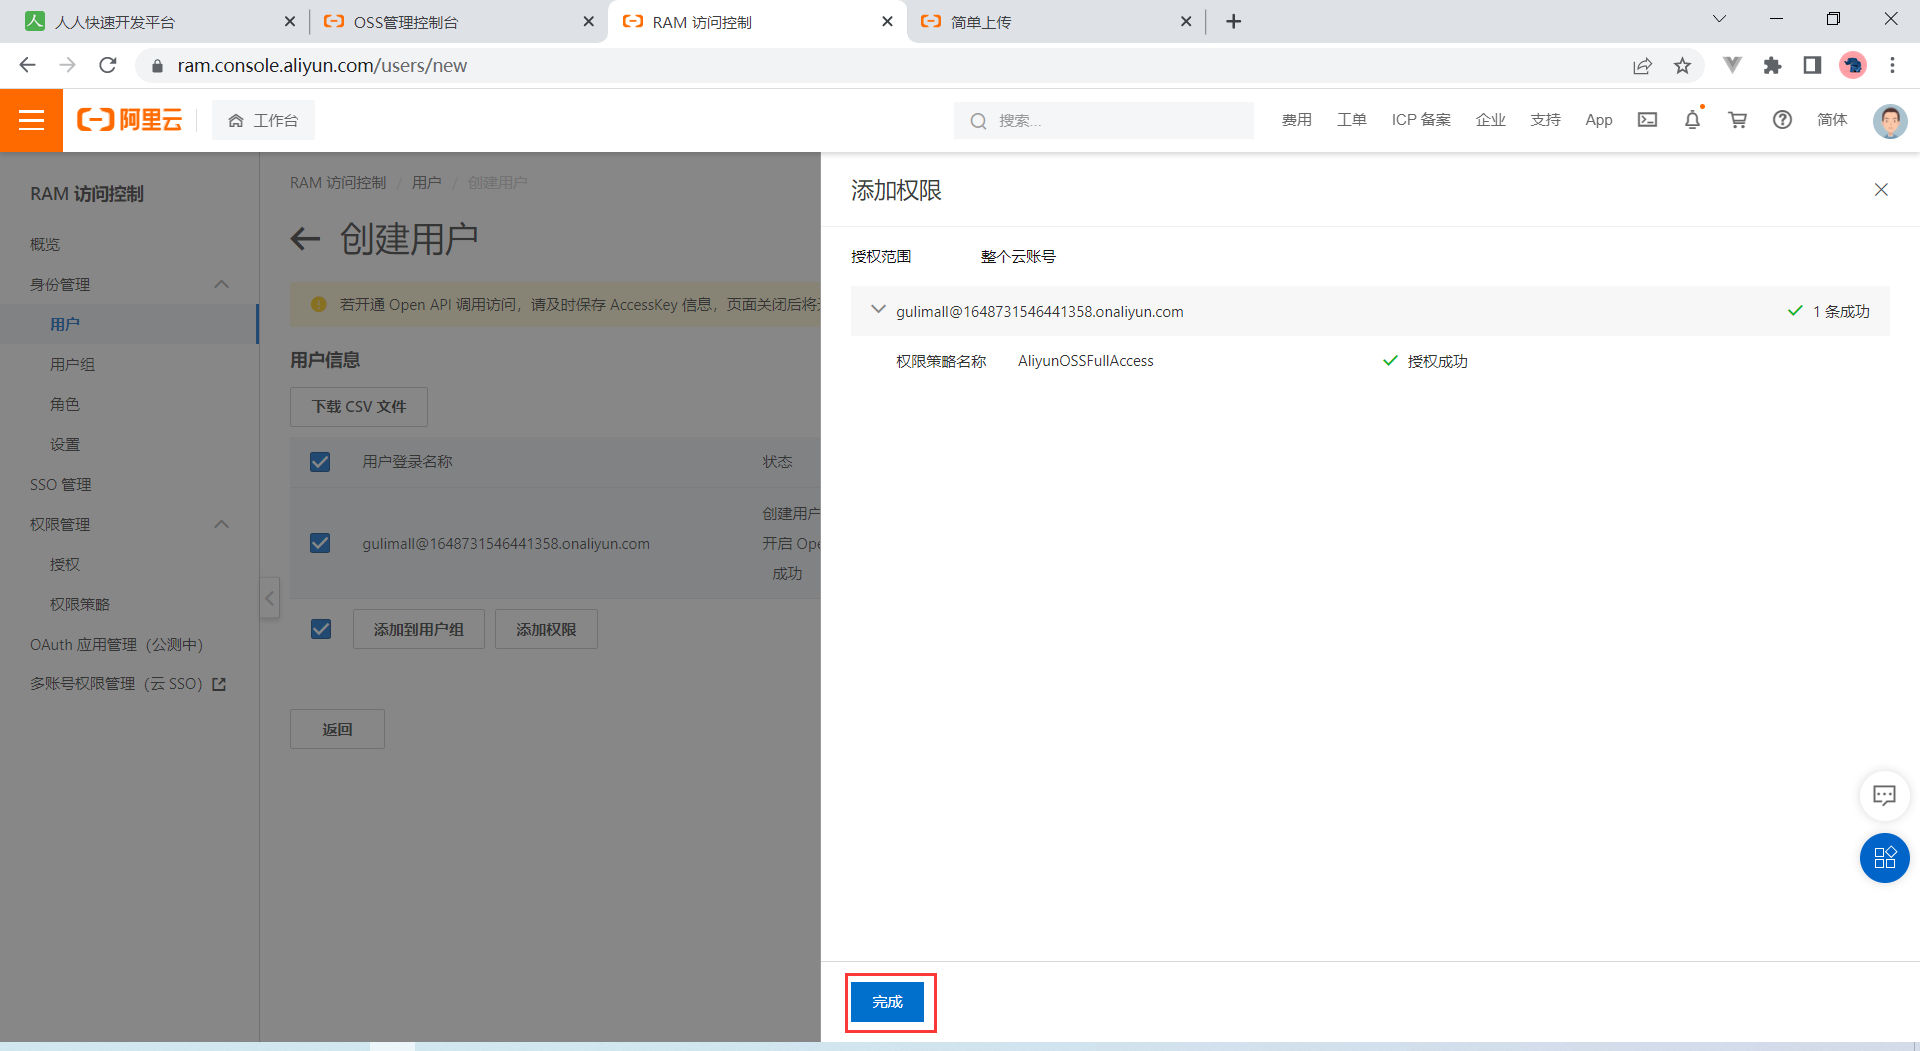 人人快速开发平台
OSS管理控制台
RAM 访问控制
简单上传
ram.console.aliyun.com/users/new
阿里云
工作台
搜索...
费用
工单
ICP 备案
企业
支持
App
简体
RAM 访问控制
概览
身份管理
用户
用户组
角色
设置
SSO 管理
权限管理
授权
权限策略
OAuth 应用管理（公测中）
多账号权限管理（云 SSO）
RAM 访问控制 / 用户 / 创建用户
创建用户
若开通 Open API 调用访问，请及时保存 AccessKey 信息，页面关闭后将
用户信息
下载 CSV 文件
用户登录名称
状态
gulimall@1648731546441358.onaliyun.com
创建用户
开启 Ope
成功
添加到用户组
添加权限
返回
添加权限
授权范围
整个云账号
gulimall@1648731546441358.onaliyun.com
1 条成功
权限策略名称
AliyunOSSFullAccess
授权成功
完成